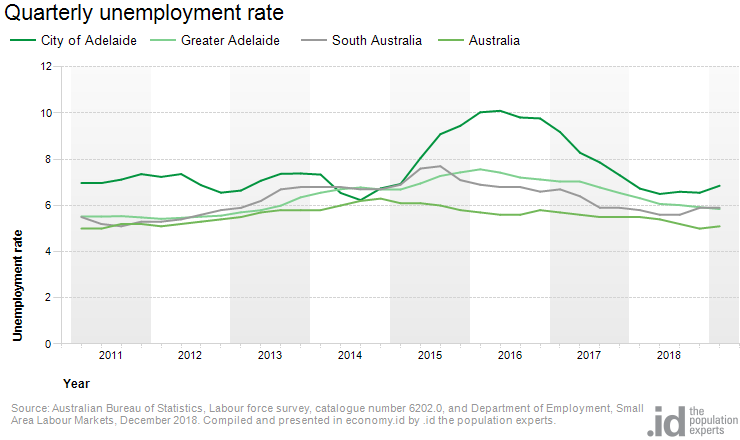 Quarterly unemployment rate
City of Adelaide Greater Adelaide South Australia Australia
12
10
8
6
4
2
0
Unemployment rate
2011 2012 2013 2014 2015 2016 2017 2018
Year
Source: Australian Bureau of Statistics, Labour force survey, catalogue number 6202.0, and Department of Employment, Small
Area Labour Markets, December 2018. Compiled and presented in economy.id by .id the population experts.
.id the
population
experts